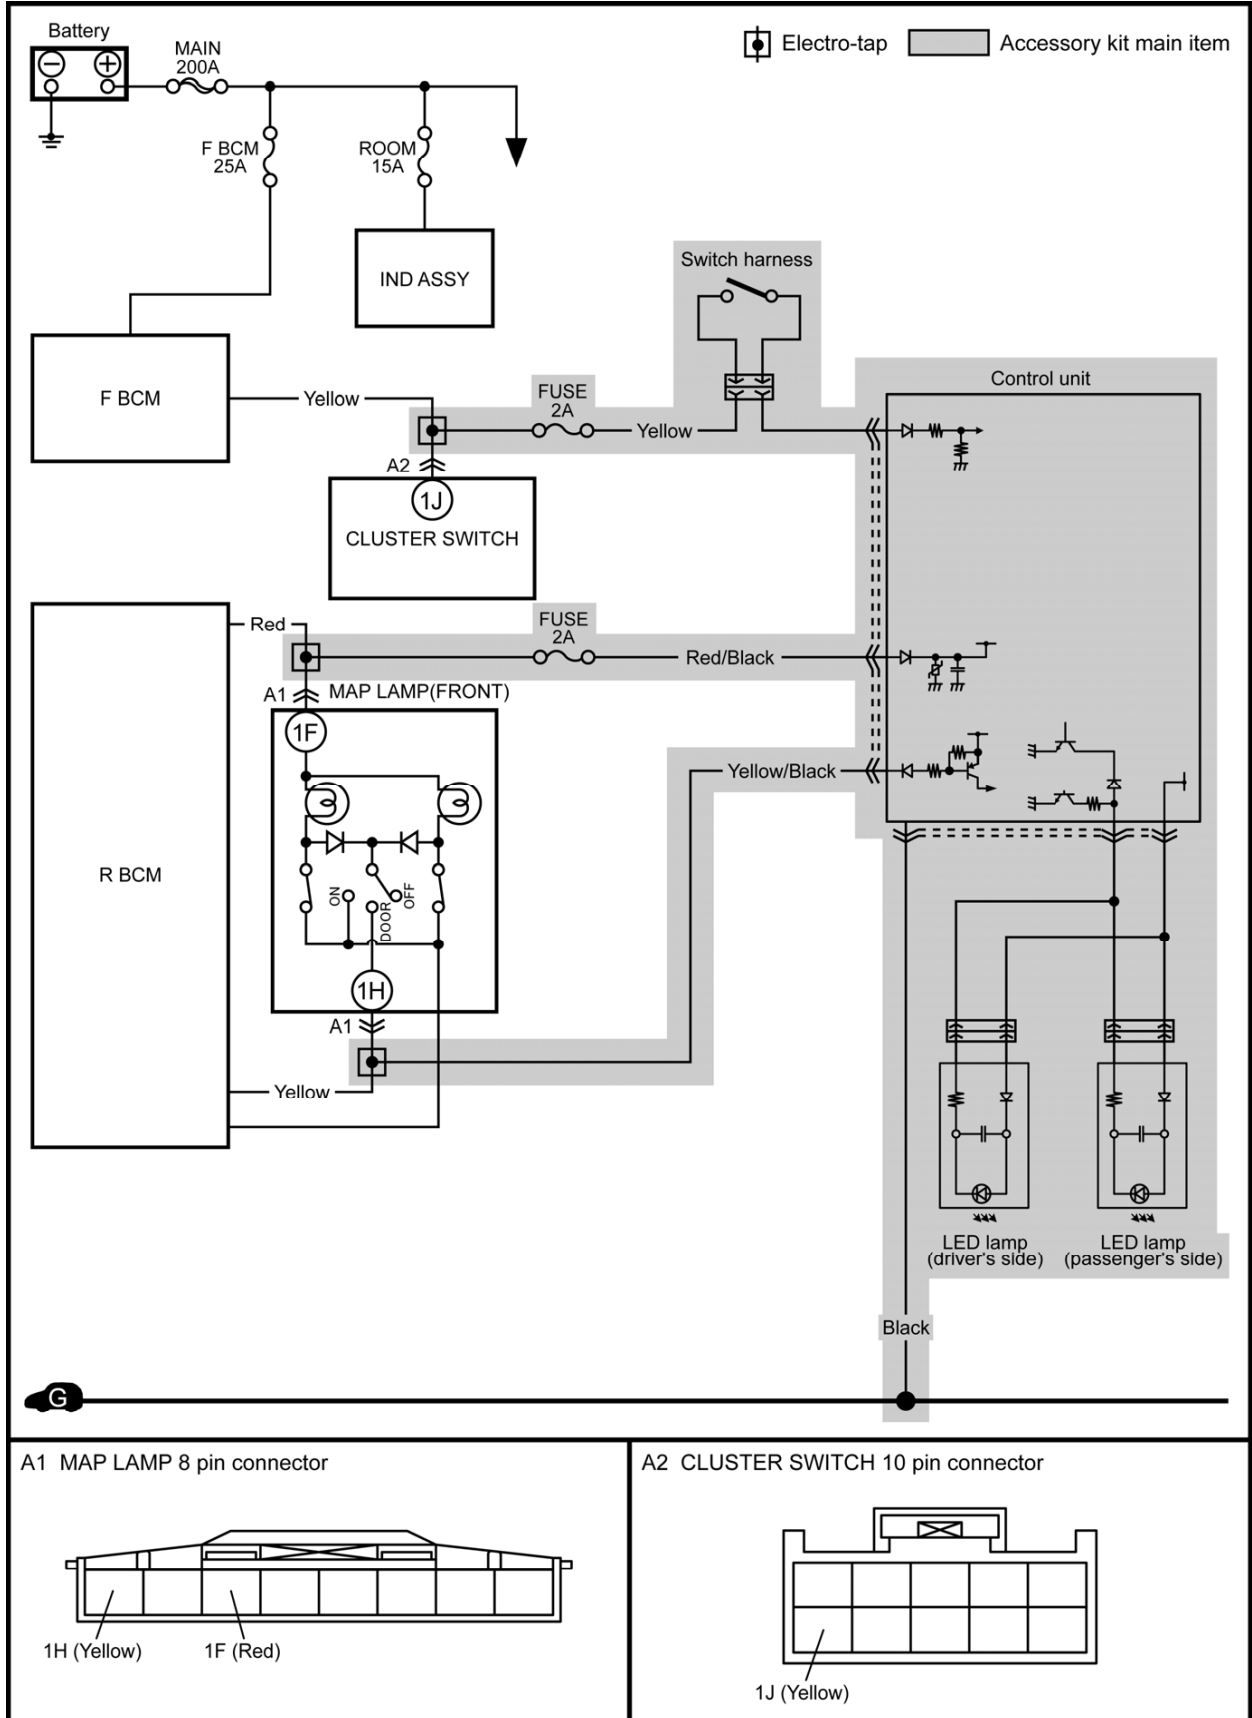 Battery
MAIN
200A
Electro-tap
Accessory kit main item
F BCM
25A
ROOM
15A
IND ASSY
Switch harness
Control unit
F BCM
Yellow
FUSE
2A
Yellow
A2
1J
CLUSTER SWITCH
Red
FUSE
2A
Red/Black
A1
MAP LAMP(FRONT)
1F
Yellow/Black
R BCM
ON
DOOR
OFF
1H
A1
Yellow
LED lamp
(driver's side)
LED lamp
(passenger's side)
Black
G
A1 MAP LAMP 8 pin connector
1H (Yellow)
1F (Red)
A2 CLUSTER SWITCH 10 pin connector
1J (Yellow)